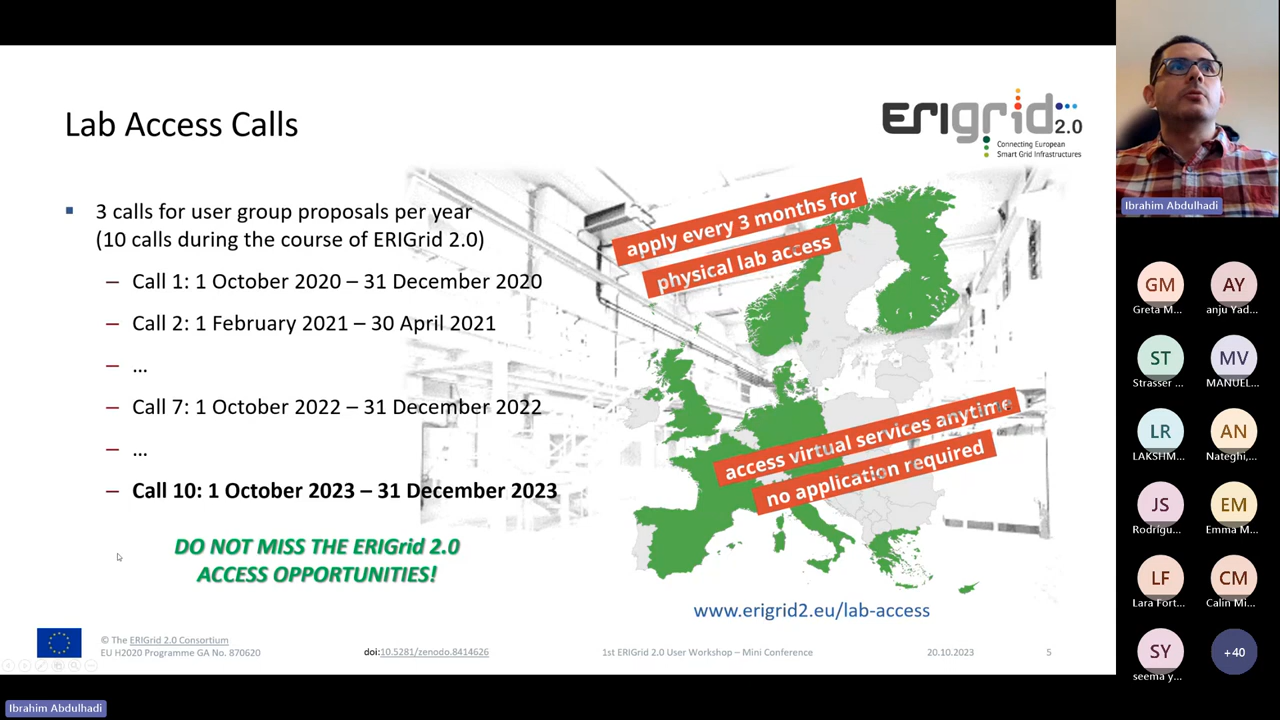 Lab Access Calls
ERIgrid 2.0
Connecting European
Smart Grid Infrastructures
3 calls for user group proposals per year
(10 calls during the course of ERIGrid 2.0)
– Call 1: 1 October 2020 – 31 December 2020
– Call 2: 1 February 2021 – 30 April 2021
– ...
– Call 7: 1 October 2022 – 31 December 2022
– ...
– Call 10: 1 October 2023 – 31 December 2023
DO NOT MISS THE ERIGrid 2.0
ACCESS OPPORTUNITIES!
apply every 3 months for
physical lab access
access virtual services anytime
no application required
www.erigrid2.eu/lab-access
© The ERIGrid 2.0 Consortium
EU H2020 Programme GA No. 870620
doi:10.5281/zenodo.8414626
1st ERIGrid 2.0 User Workshop – Mini Conference
20.10.2023
5
Ibrahim Abdulhadi
Ibrahim Abdulhadi
GM
Greta M...
AY
anju Yad...
ST
Strasser ...
MV
MANUEL...
LR
LAKSHM...
AN
Nateghi,...
JS
Rodrígu...
EM
Emma M...
LF
Lara Fort...
CM
Calin Mi...
SY
seema y...
+40